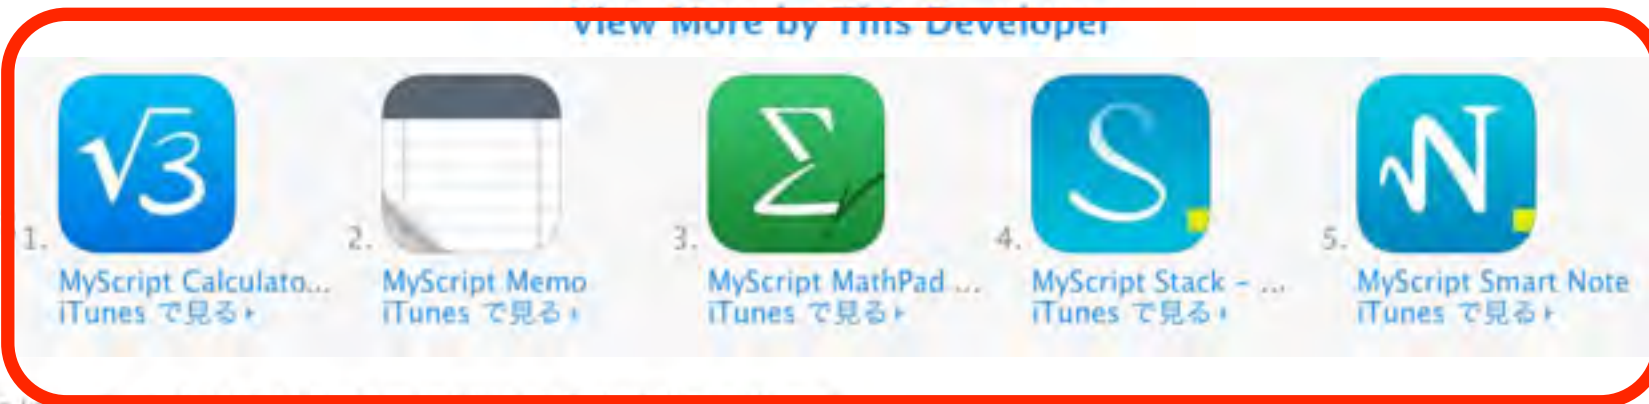 View More by This Developer
√3
Σ
S
N
1.
2.
3.
4.
5.
MyScript Calculato...
MyScript Memo
MyScript MathPad ...
MyScript Stack – ...
MyScript Smart Note
iTunes で見る
iTunes で見る
iTunes で見る
iTunes で見る
iTunes で見る